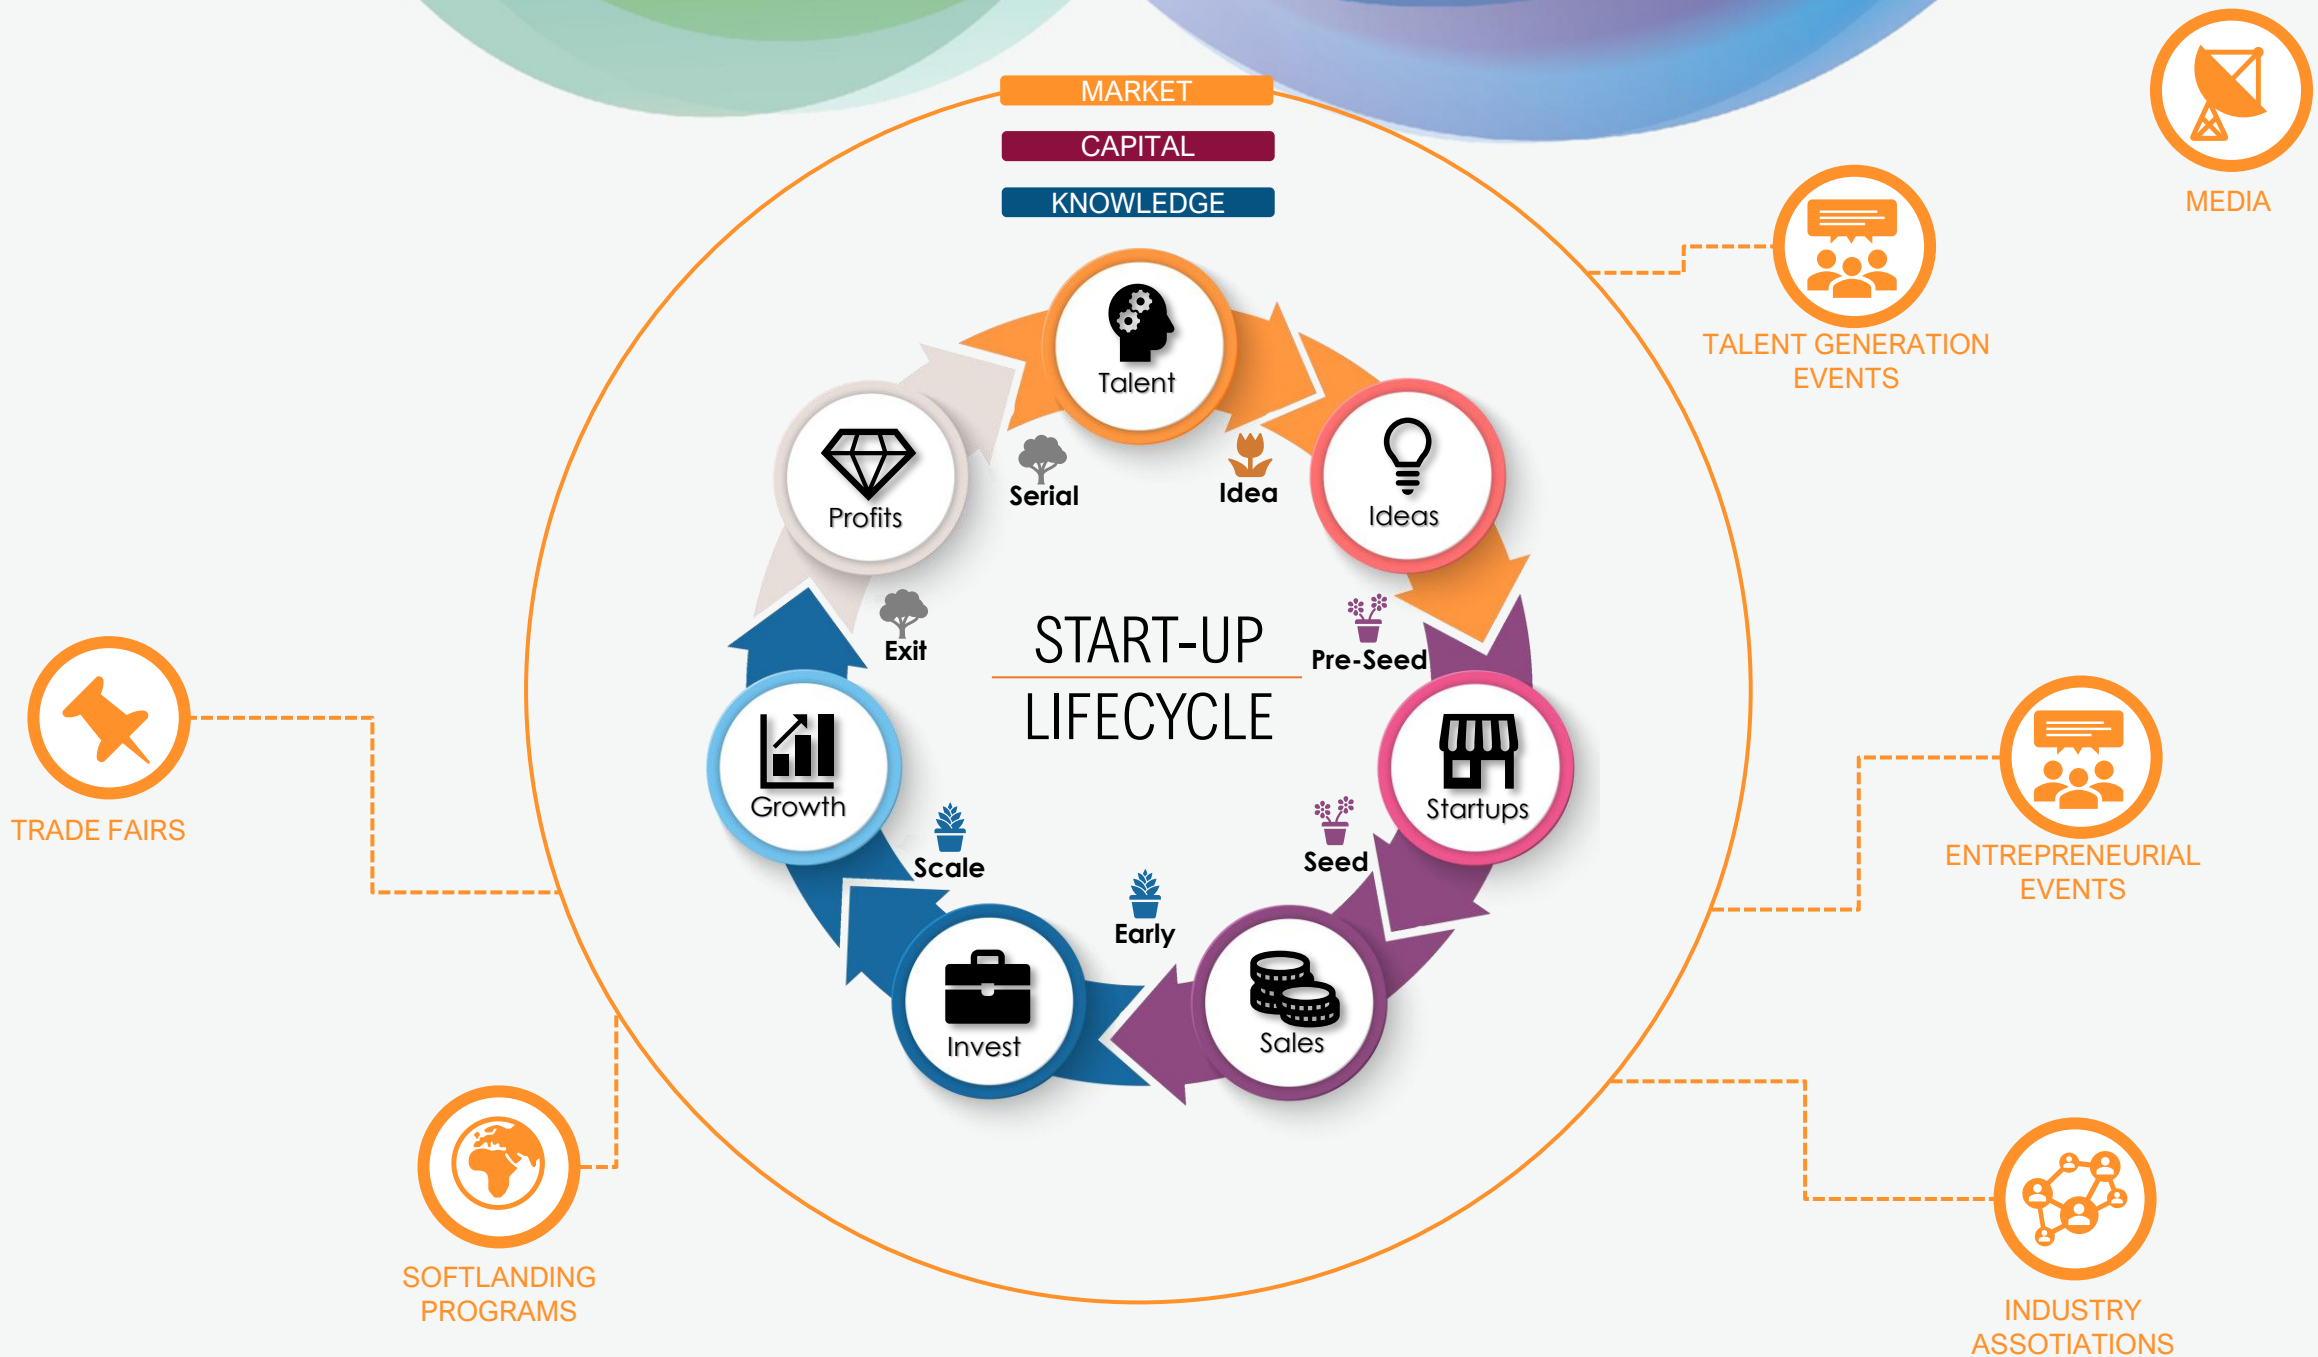 MARKET
CAPITAL
KNOWLEDGE
MEDIA
TALENT GENERATION
EVENTS
Talent
Ideas
Profits
Serial
Idea
START-UP
LIFECYCLE
Exit
Pre-Seed
Growth
Startups
Scale
Seed
Early
Invest
Sales
TRADE FAIRS
ENTREPRENEURIAL
EVENTS
SOFTLANDING
PROGRAMS
INDUSTRY
ASSOTIATIONS